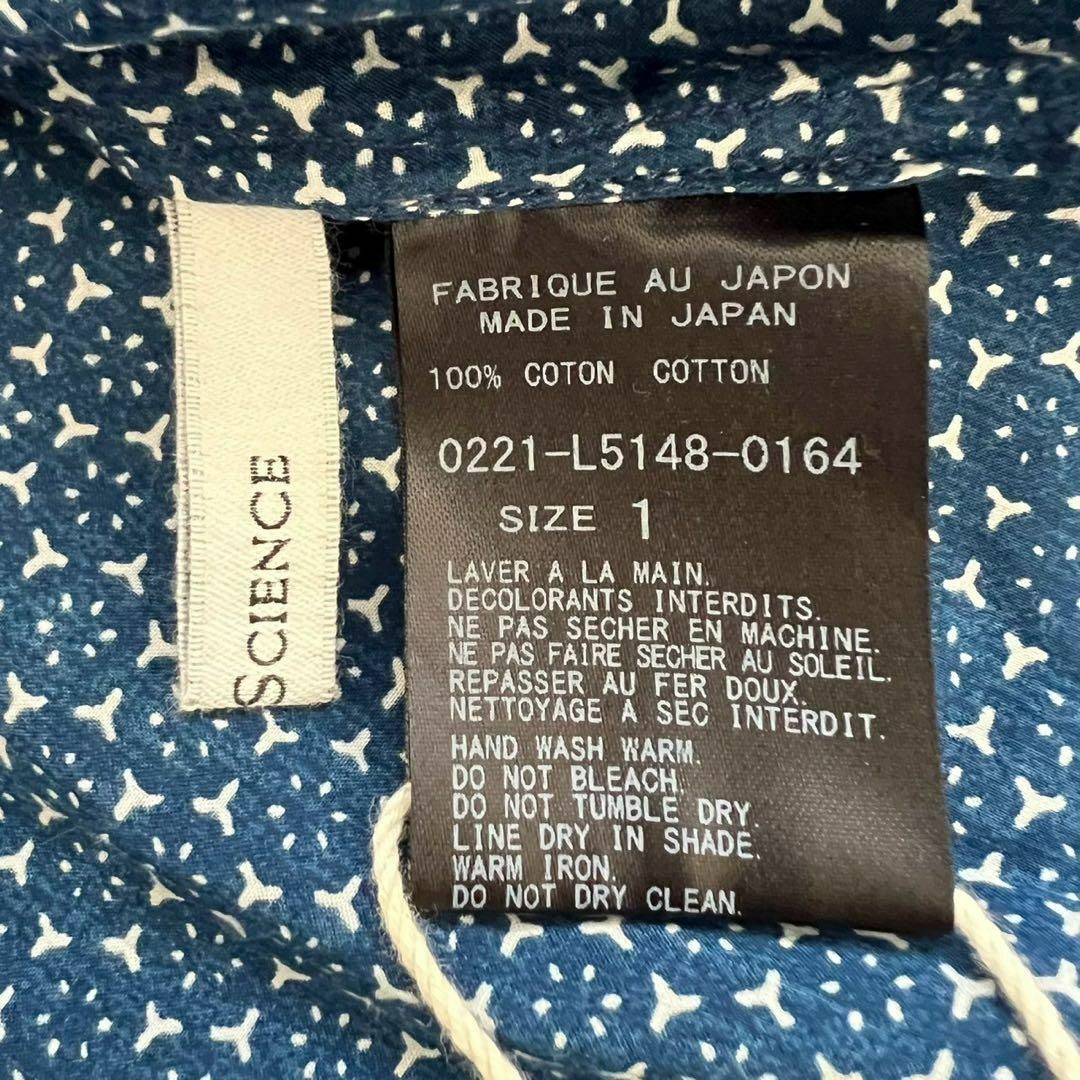 SCIENCE
FABRIQUE AU JAPON
MADE IN JAPAN
100% COTON COTTON
0221-L5148-0164
SIZE 1
LAVER A LA MAIN.
DECOLORANTS INTERDITS.
NE PAS SECHER EN MACHINE.
NE PAS FAIRE SECHER AU SOLEIL.
REPASSER AU FER DOUX.
NETTOYAGE A SEC INTERDIT.
HAND WASH WARM.
DO NOT BLEACH.
DO NOT TUMBLE DRY.
LINE DRY IN SHADE.
WARM IRON.
DO NOT DRY CLEAN.